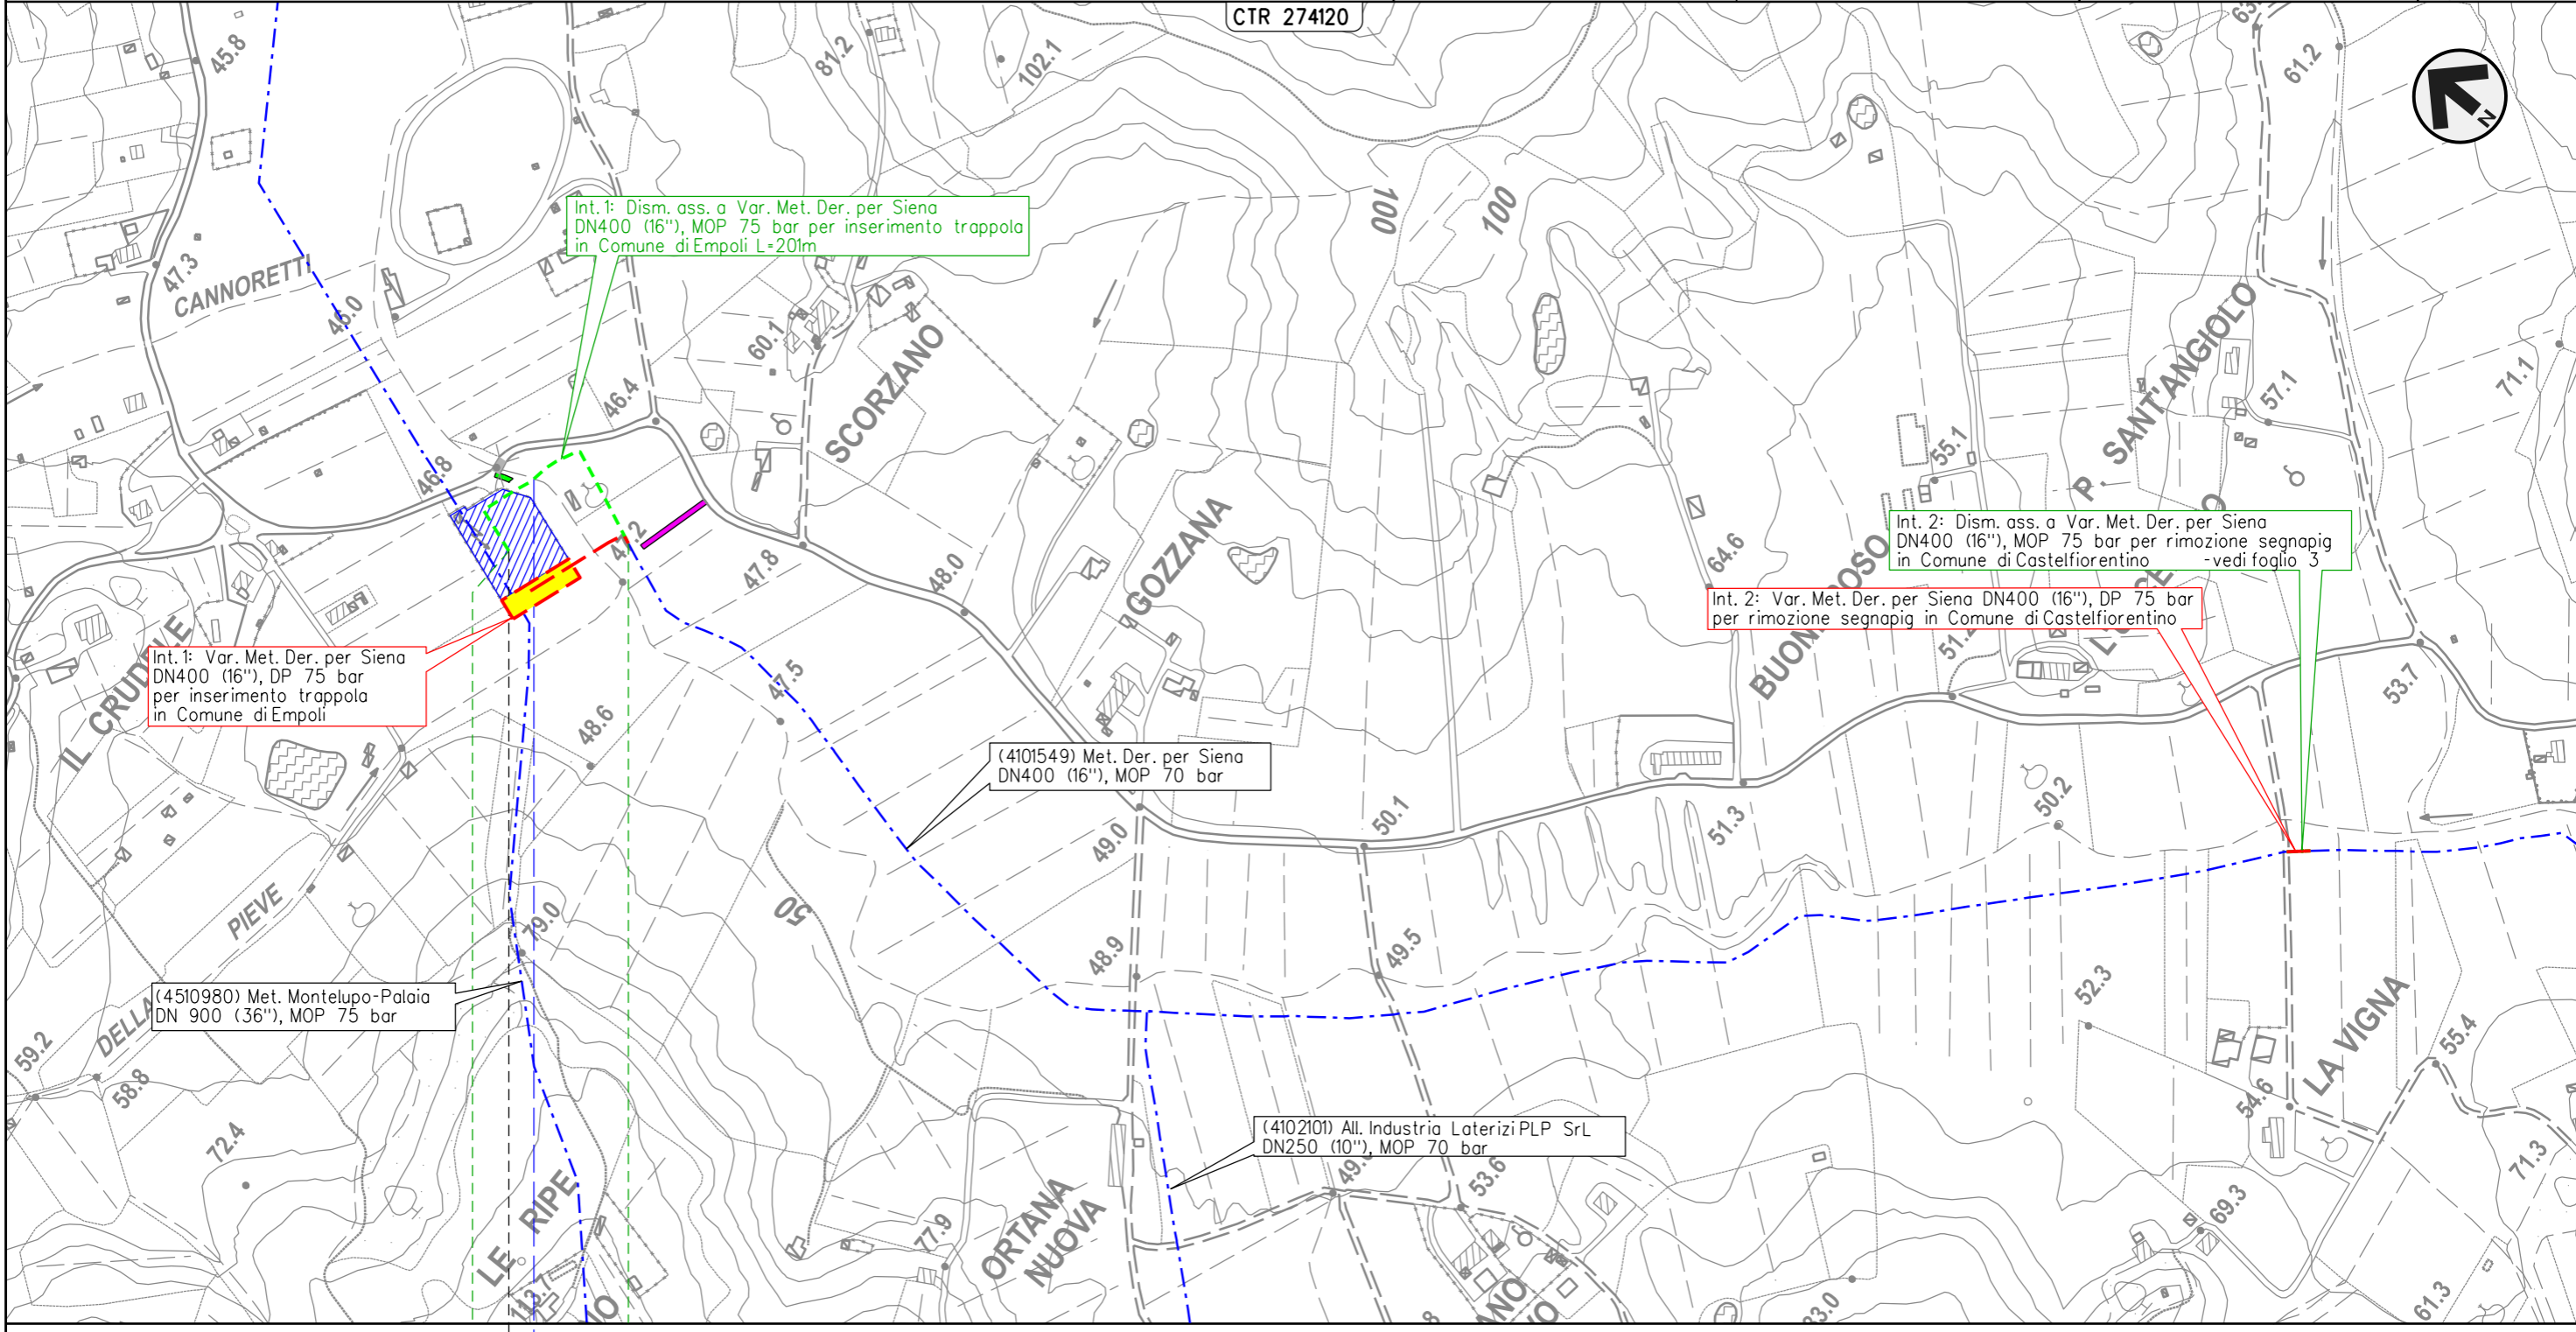 CTR 274120
45.8
81.2
102.1
63
61.2
N
Int. 1: Dism. ass. a Var. Met. Der. per Siena
DN400 (16"), MOP 75 bar per inserimento trappola
in Comune di Empoli L=201m
100
100
47.3
CANNORETTI
46.0
60.1
SCORZANO
46.4
46.8
47.2
47.8
48.0
GOZZANA
P. SANT'ANGIOLO
57.1
71.1
55.1
64.6
BUON
OSO
51.2
Int. 2: Dism. ass. a Var. Met. Der. per Siena
DN400 (16"), MOP 75 bar per rimozione segnapig
in Comune di Castelfiorentino -vedi foglio 3
Int. 2: Var. Met. Der. per Siena DN400 (16"), DP 75 bar
per rimozione segnapig in Comune di Castelfiorentino
53.7
IL CRUDELE
Int. 1: Var. Met. Der. per Siena
DN400 (16"), DP 75 bar
per inserimento trappola
in Comune di Empoli
47.5
48.6
(4101549) Met. Der. per Siena
DN400 (16"), MOP 70 bar
49.0
50.1
51.3
50.2
50
PIEVE
DELLA
79.0
48.9
49.5
52.3
LA VIGNA
55.4
(4510980) Met. Montelupo-Palaia
DN 900 (36"), MOP 75 bar
59.2
58.8
72.4
(4102101) All. Industria Laterizi PLP SrL
DN250 (10"), MOP 70 bar
54.6
71.3
LE RIPE
113.7
77.9
ORTANA
NUOVA
53.6
69.3
61.3